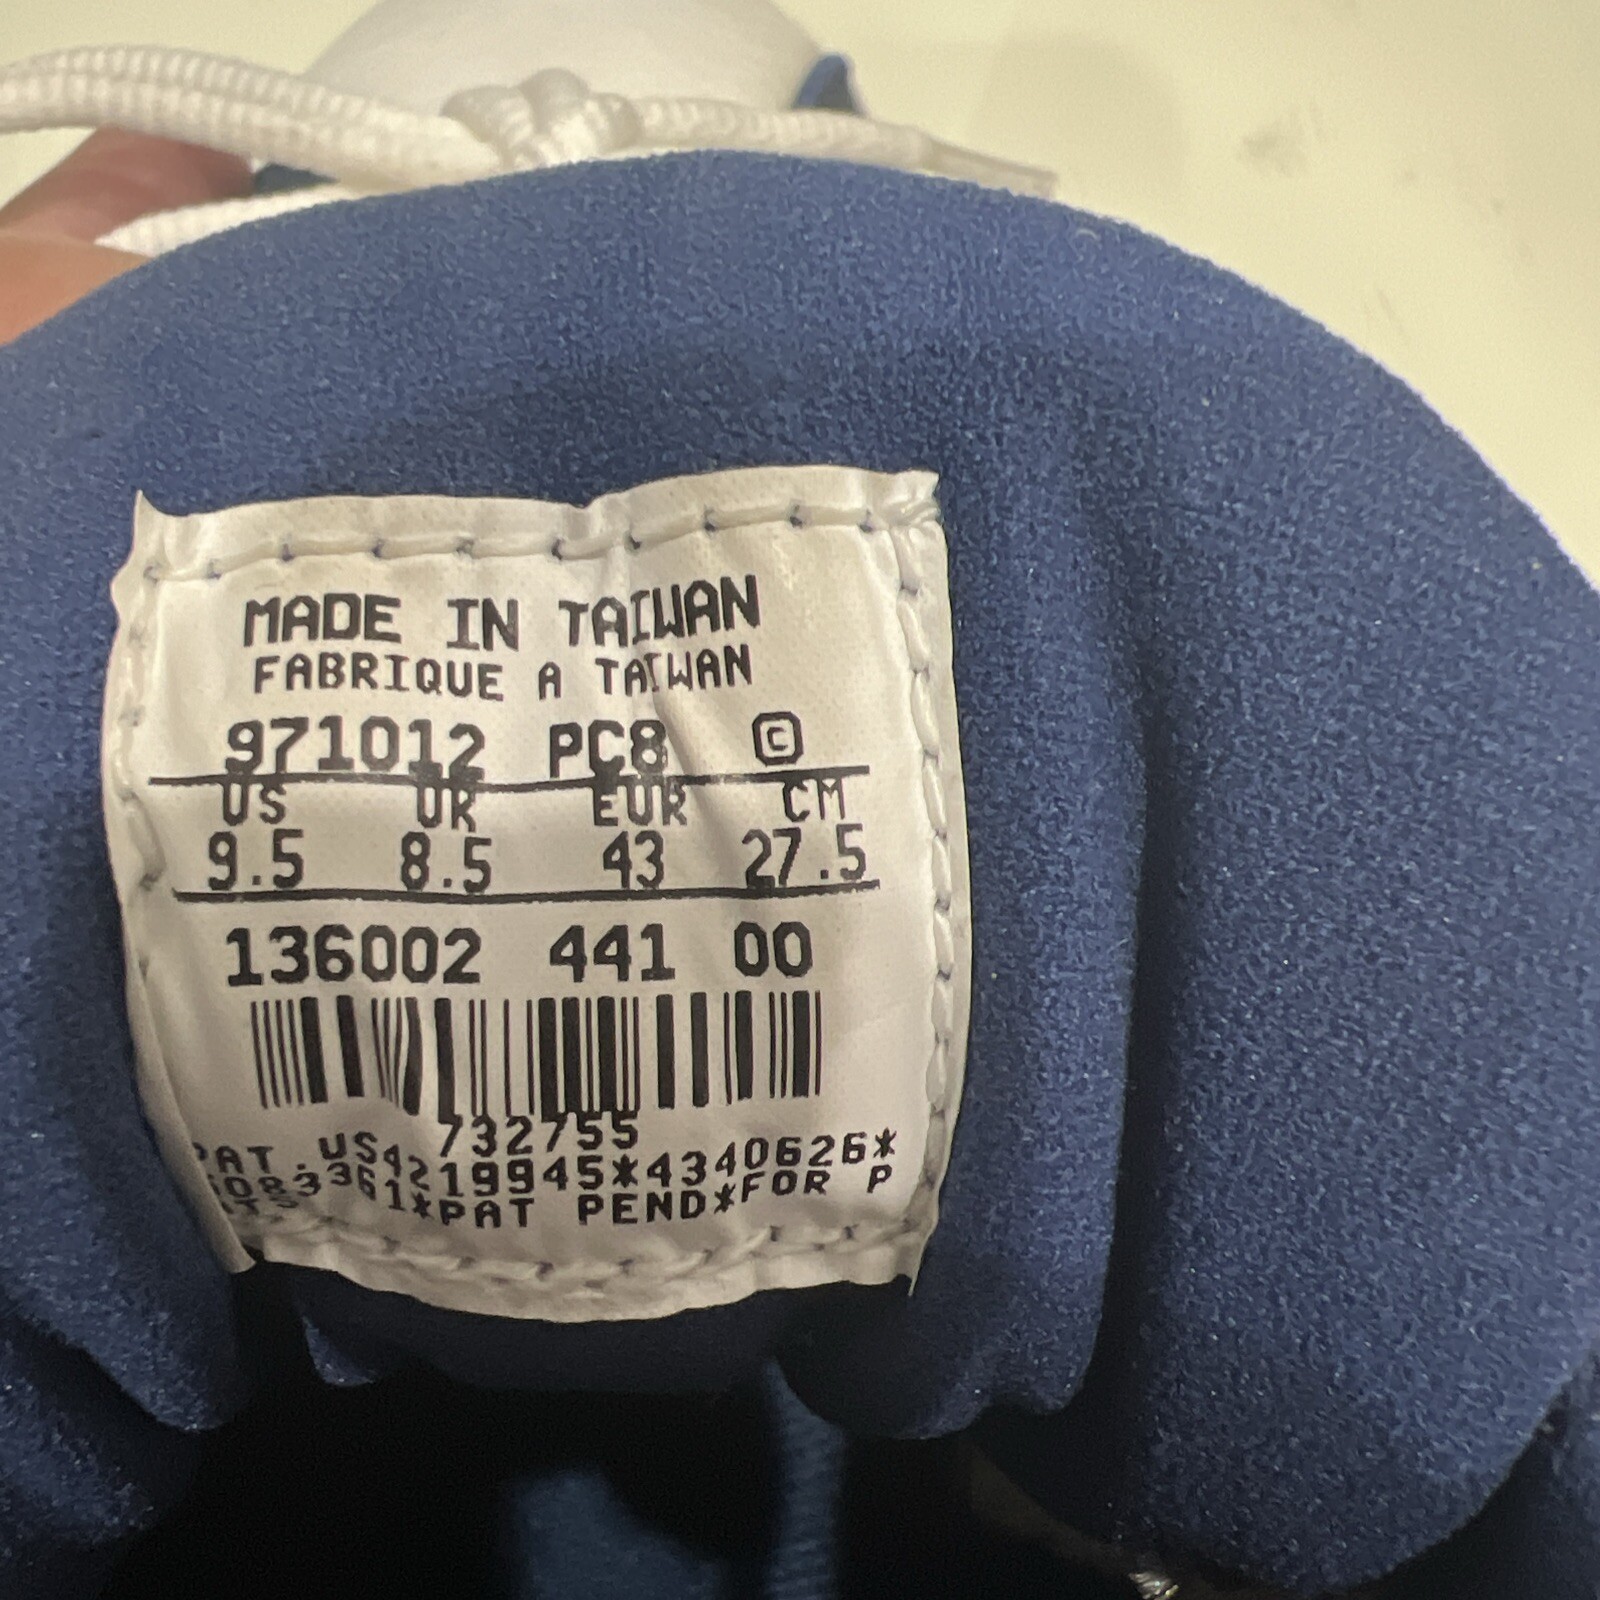 MADE IN TAIWAN
FABRIQUE A TAIWAN
971012 PC8 ©
US UK EUR CM
9.5 8.5 43 27.5
136002 441 00
732755
PAT.US4219945*4340626*
3361*PAT PEND*FOR P